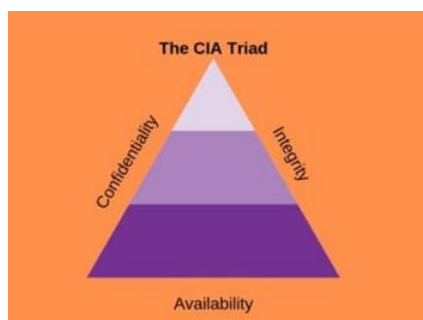 The CIA Triad
Confidentiality
Integrity
Availability